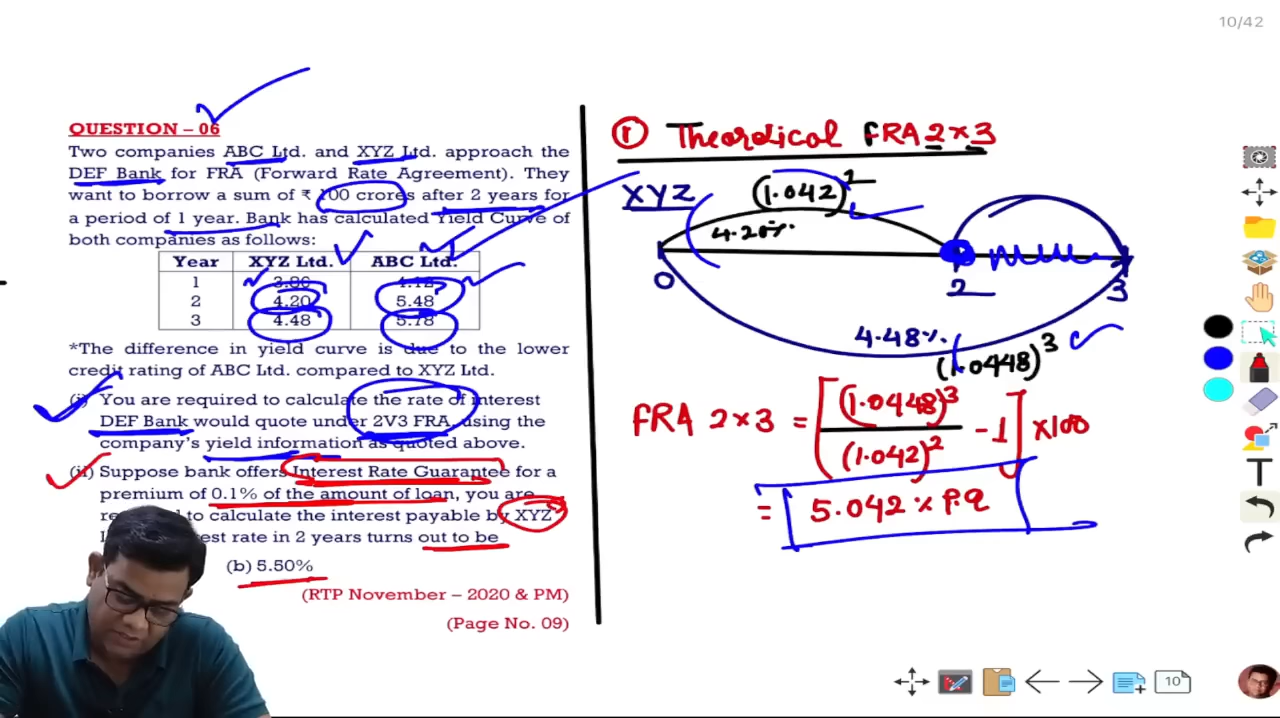 10/42
QUESTION – 06
Two companies ABC Ltd. and XYZ Ltd. approach the
DEF Bank for FRA (Forward Rate Agreement). They
want to borrow a sum of ₹ 100 crores after 2 years for
a period of 1 year. Bank has calculated Yield Curve of
both companies as follows:
Year XYZ Ltd. ABC Ltd.
1 3.86 4.12
2 4.20 5.48
3 4.48 5.78
*The difference in yield curve is due to the lower
credit rating of ABC Ltd. compared to XYZ Ltd.
(i) You are required to calculate the rate of interest
DEF Bank would quote under 2V3 FRA, using the
company's yield information as quoted above.
(ii) Suppose bank offers Interest Rate Guarantee for a
premium of 0.1% of the amount of loan, you are
to calculate the interest payable by XYZ
rest rate in 2 years turns out to be
(b) 5.50%
(RTP November – 2020 & PM)
(Page No. 09)
① Theordical FRA 2×3
XYZ
(1.042)²
4.20%
0 2 3
4.48%
(1.0448)³
FRA 2×3 = [(1.0448)³ / (1.042)² - 1] ×100
= 5.042 % P.a
10